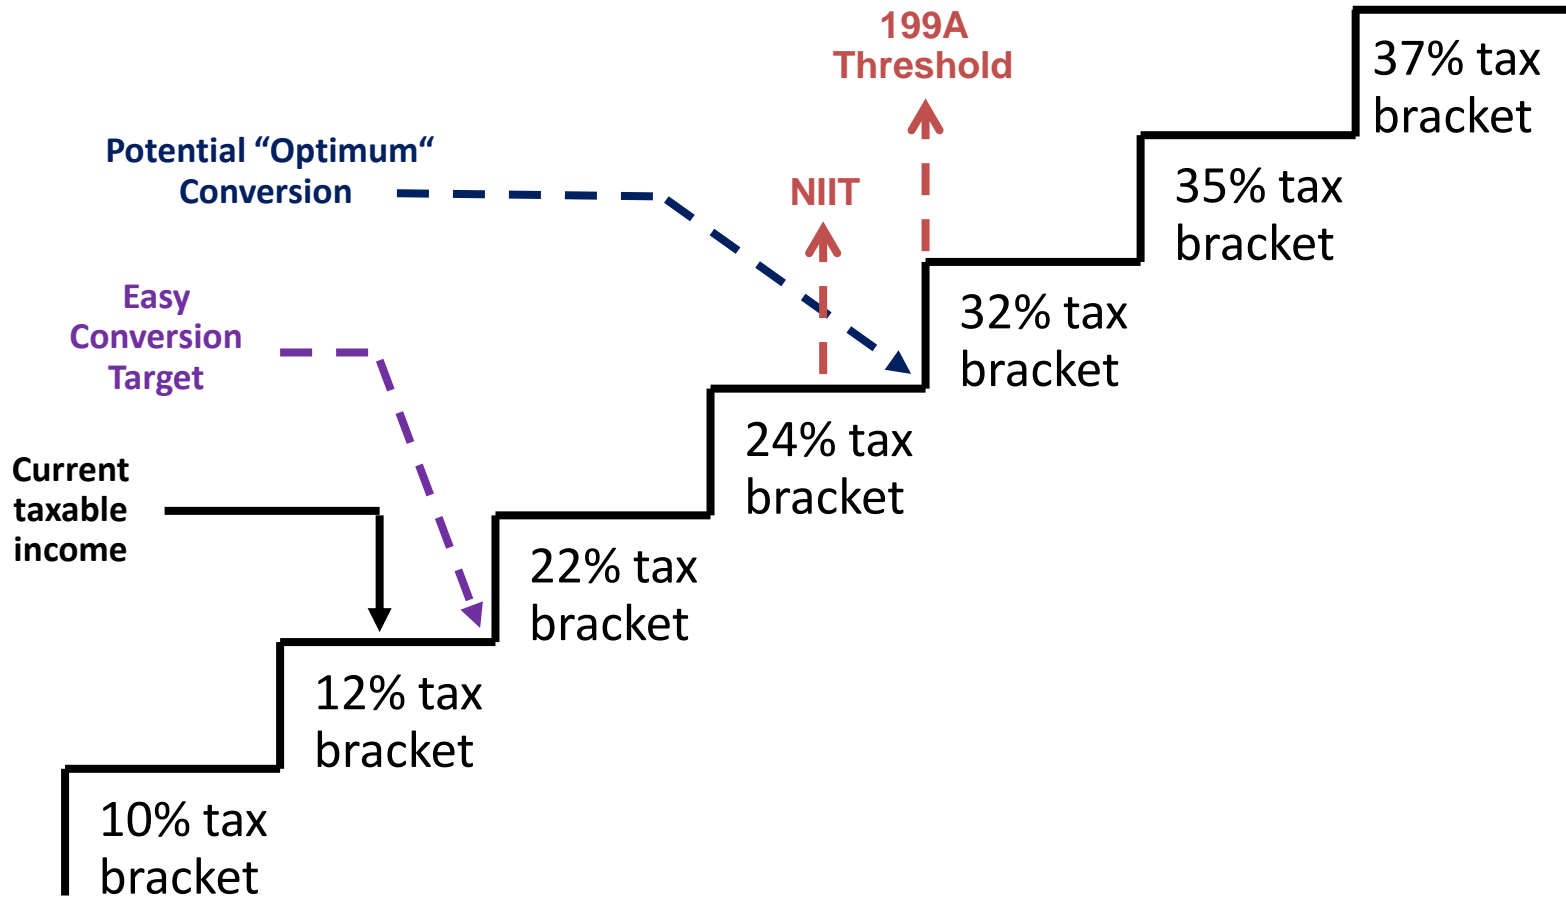 199A
Threshold
37% tax
bracket
Potential “Optimum“
Conversion
NIIT
35% tax
bracket
Easy
Conversion
Target
32% tax
bracket
24% tax
bracket
Current
taxable
income
22% tax
bracket
12% tax
bracket
10% tax
bracket